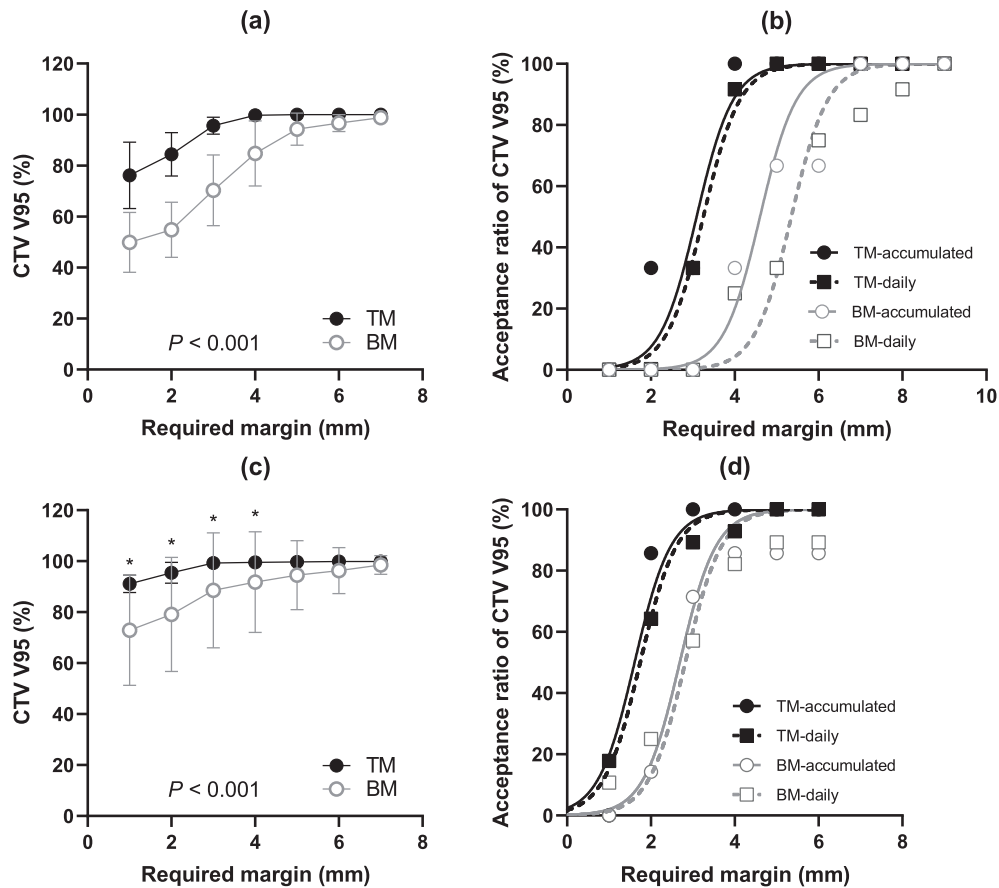 (a)
CTV V95 (%)
120
100
80
60
40
20
0
0 2 4 6 8
Required margin (mm)
P < 0.001
TM
BM
(b)
Acceptance ratio of CTV V95 (%)
100
80
60
40
20
0
0 2 4 6 8 10
Required margin (mm)
TM-accumulated
TM-daily
BM-accumulated
BM-daily
(c)
CTV V95 (%)
120
100
80
60
40
20
0
* * * *
0 2 4 6 8
Required margin (mm)
P < 0.001
TM
BM
(d)
Acceptance ratio of CTV V95 (%)
100
80
60
40
20
0
0 2 4 6 8
Required margin (mm)
TM-accumulated
TM-daily
BM-accumulated
BM-daily